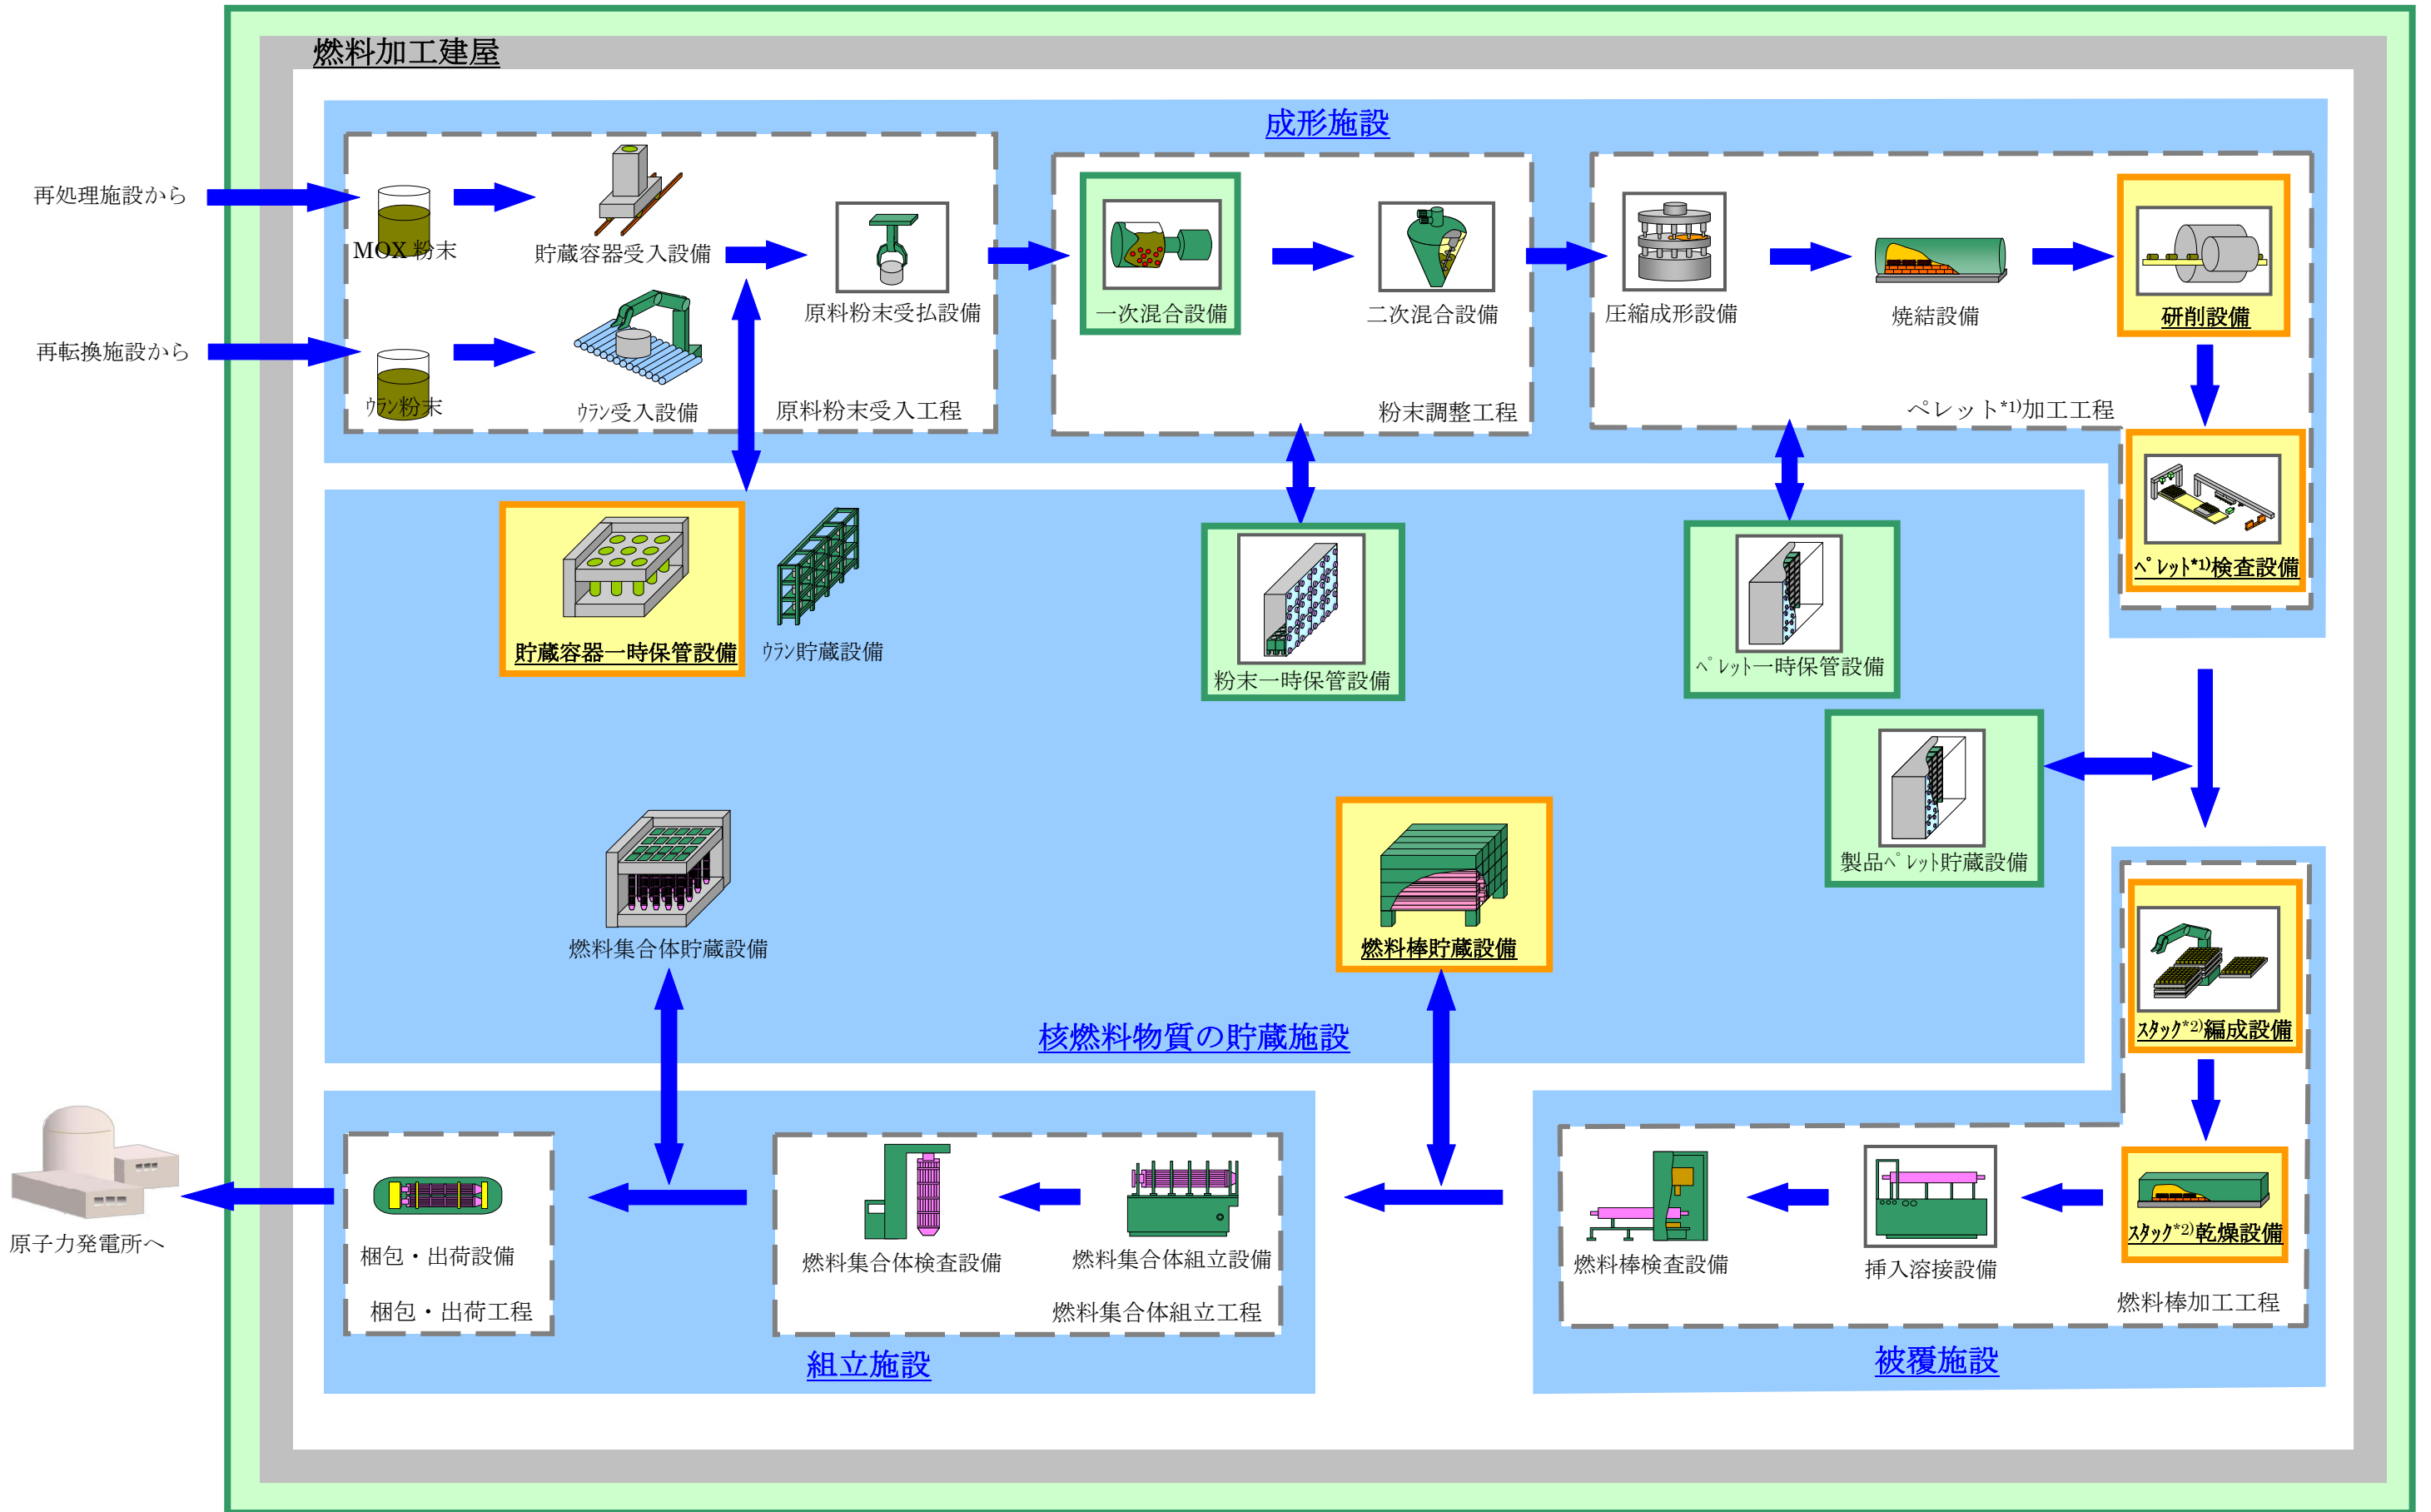 燃料加工建屋
成形施設
再処理施設から
MOX 粉末
貯蔵容器受入設備
原料粉末受払設備
一次混合設備
二次混合設備
圧縮成形設備
焼結設備
研削設備
再転換施設から
ｳﾗﾝ粉末
ｳﾗﾝ受入設備
原料粉末受入工程
粉末調整工程
ペレット*1)加工工程
ﾍﾟﾚｯﾄ*1)検査設備
貯蔵容器一時保管設備
ｳﾗﾝ貯蔵設備
粉末一時保管設備
ﾍﾟﾚｯﾄ一時保管設備
製品ﾍﾟﾚｯﾄ貯蔵設備
燃料集合体貯蔵設備
燃料棒貯蔵設備
核燃料物質の貯蔵施設
ｽﾀｯｸ*2)編成設備
ｽﾀｯｸ*2)乾燥設備
原子力発電所へ
梱包・出荷設備
梱包・出荷工程
燃料集合体検査設備
燃料集合体組立設備
燃料集合体組立工程
燃料棒検査設備
挿入溶接設備
燃料棒加工工程
組立施設
被覆施設